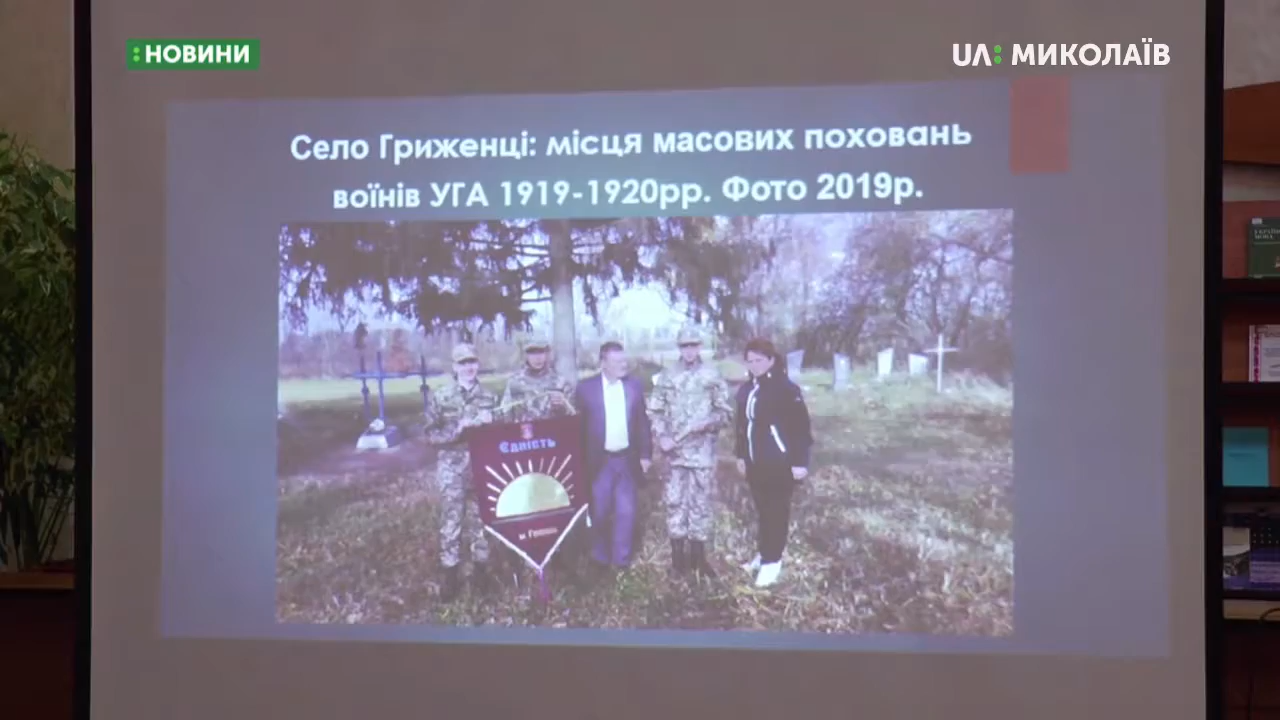 :НОВИНИ
UA: МИКОЛАЇВ
Село Гриженці: місця масових поховань
воїнів УГА 1919-1920рр. Фото 2019р.
Єдність